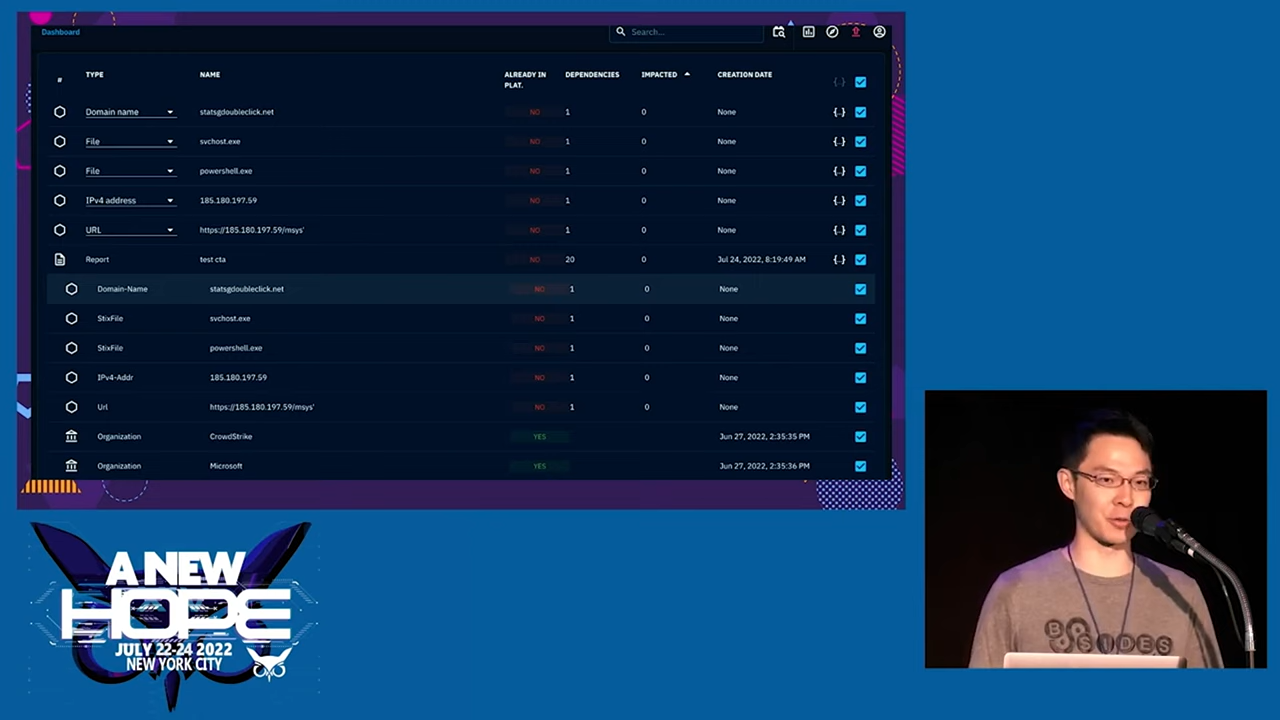 Dashboard
Search...
# TYPE NAME ALREADY IN PLAT. DEPENDENCIES IMPACTED CREATION DATE
Domain name statsgdoubleclick.net NO 1 0 None
File svchost.exe NO 1 0 None
File powershell.exe NO 1 0 None
IPv4 address 185.180.197.59 NO 1 0 None
URL https://185.180.197.59/msys' NO 1 0 None
Report test cta NO 20 0 Jul 24, 2022, 8:19:49 AM
Domain-Name statsgdoubleclick.net NO 1 0 None
StixFile svchost.exe NO 1 0 None
StixFile powershell.exe NO 1 0 None
IPv4-Addr 185.180.197.59 NO 1 0 None
Url https://185.180.197.59/msys' NO 1 0 None
Organization CrowdStrike YES Jun 27, 2022, 2:35:35 PM
Organization Microsoft YES Jun 27, 2022, 2:35:36 PM
A NEW
HOPE
JULY 22-24 2022
NEW YORK CITY
BSIDES